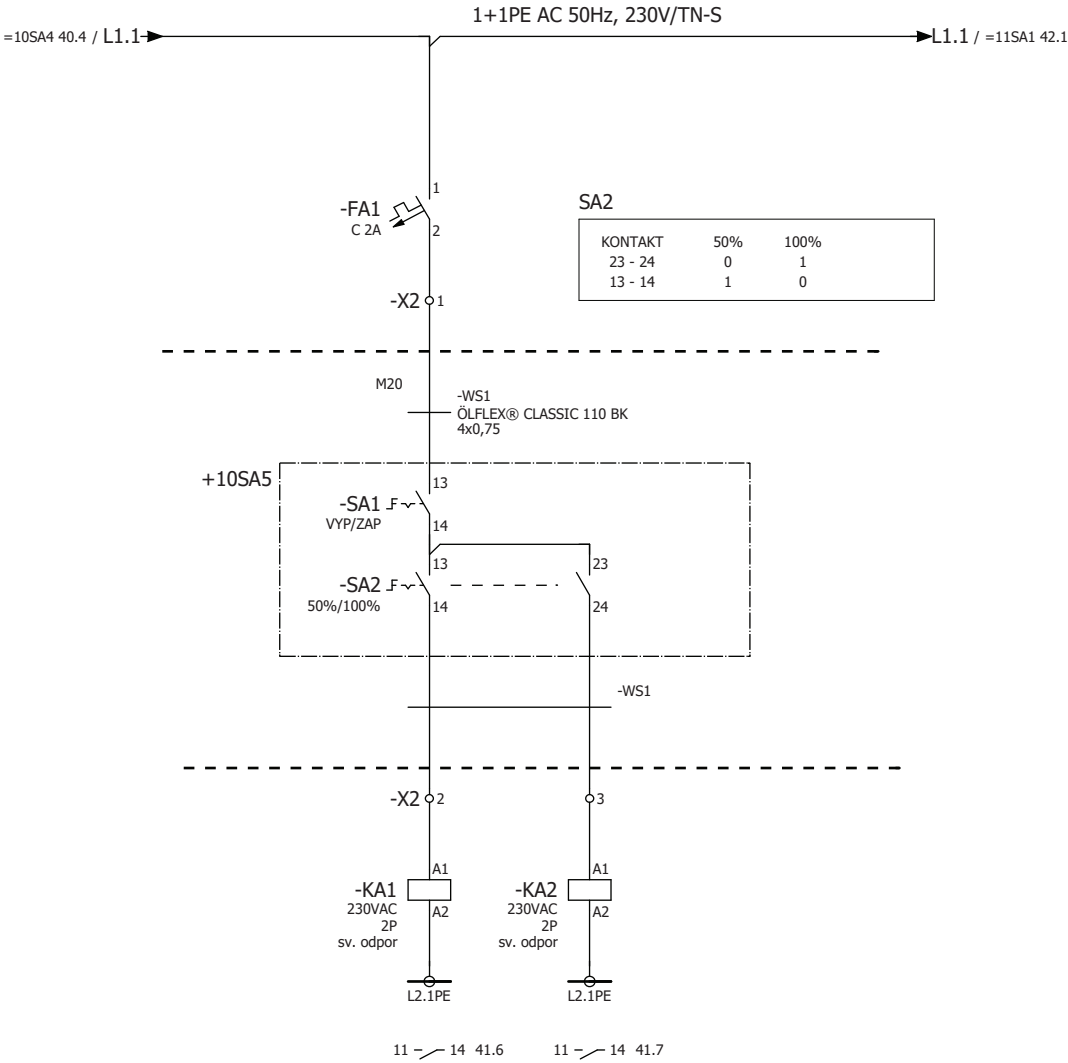 1+1PE AC 50Hz, 230V/TN-S
=10SA4 40.4 / L1.1
L1.1 / =11SA1 42.1
1
-FA1
C 2A
2
SA2
KONTAKT 50% 100%
23 - 24 0 1
13 - 14 1 0
-X2 1
M20
-WS1
ÖLFLEX® CLASSIC 110 BK
4x0,75
+10SA5
13
-SA1
VYP/ZAP
14
13 23
-SA2
50%/100%
14 24
-WS1
-X2 2 3
A1 A1
-KA1 -KA2
230VAC A2 230VAC A2
2P 2P
sv. odpor sv. odpor
L2.1PE L2.1PE
11 14 41.6 11 14 41.7